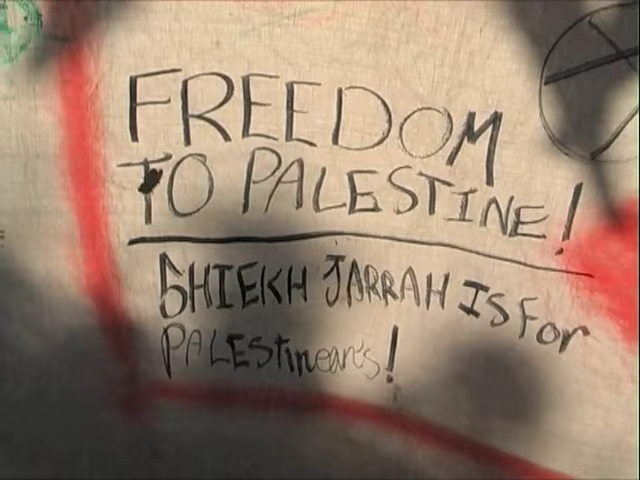 FREEDOM
TO PALESTINE!
SHIEKH JARRAH IS For
PALEStinean's!